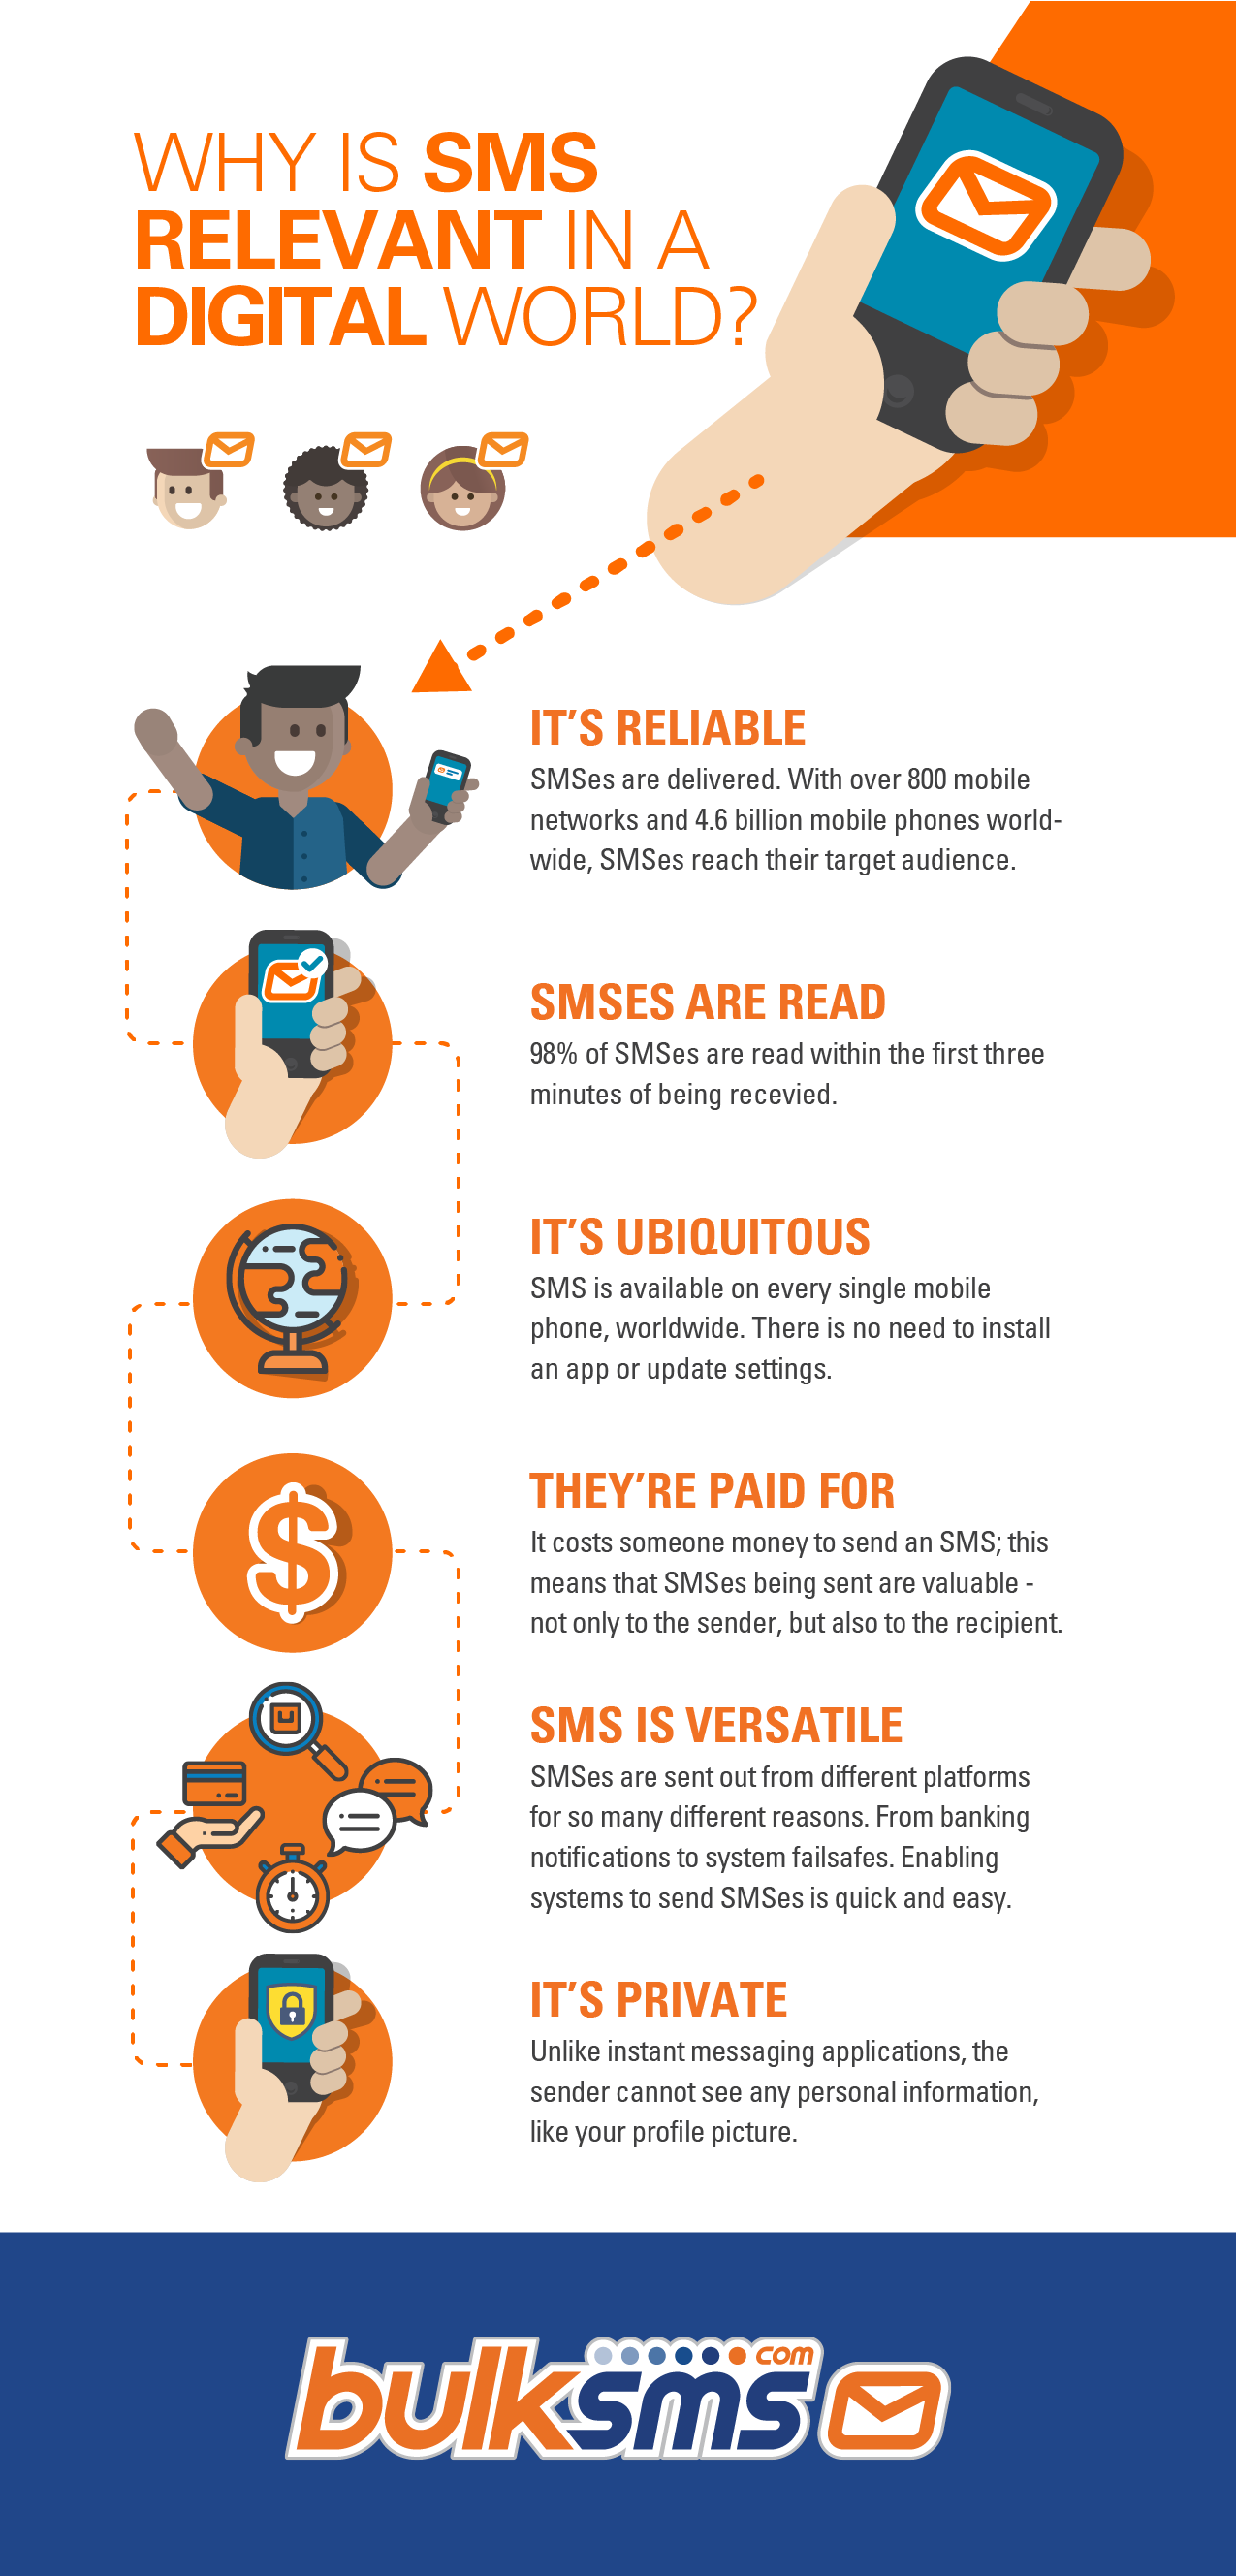 WHY IS SMS
RELEVANT IN A
DIGITAL WORLD?
IT'S RELIABLE
SMSes are delivered. With over 800 mobile
networks and 4.6 billion mobile phones world-
wide, SMSes reach their target audience.
SMSES ARE READ
98% of SMSes are read within the first three
minutes of being recevied.
IT'S UBIQUITOUS
SMS is available on every single mobile
phone, worldwide. There is no need to install
an app or update settings.
THEY'RE PAID FOR
It costs someone money to send an SMS; this
means that SMSes being sent are valuable -
not only to the sender, but also to the recipient.
SMS IS VERSATILE
SMSes are sent out from different platforms
for so many different reasons. From banking
notifications to system failsafes. Enabling
systems to send SMSes is quick and easy.
IT'S PRIVATE
Unlike instant messaging applications, the
sender cannot see any personal information,
like your profile picture.
bulksms com